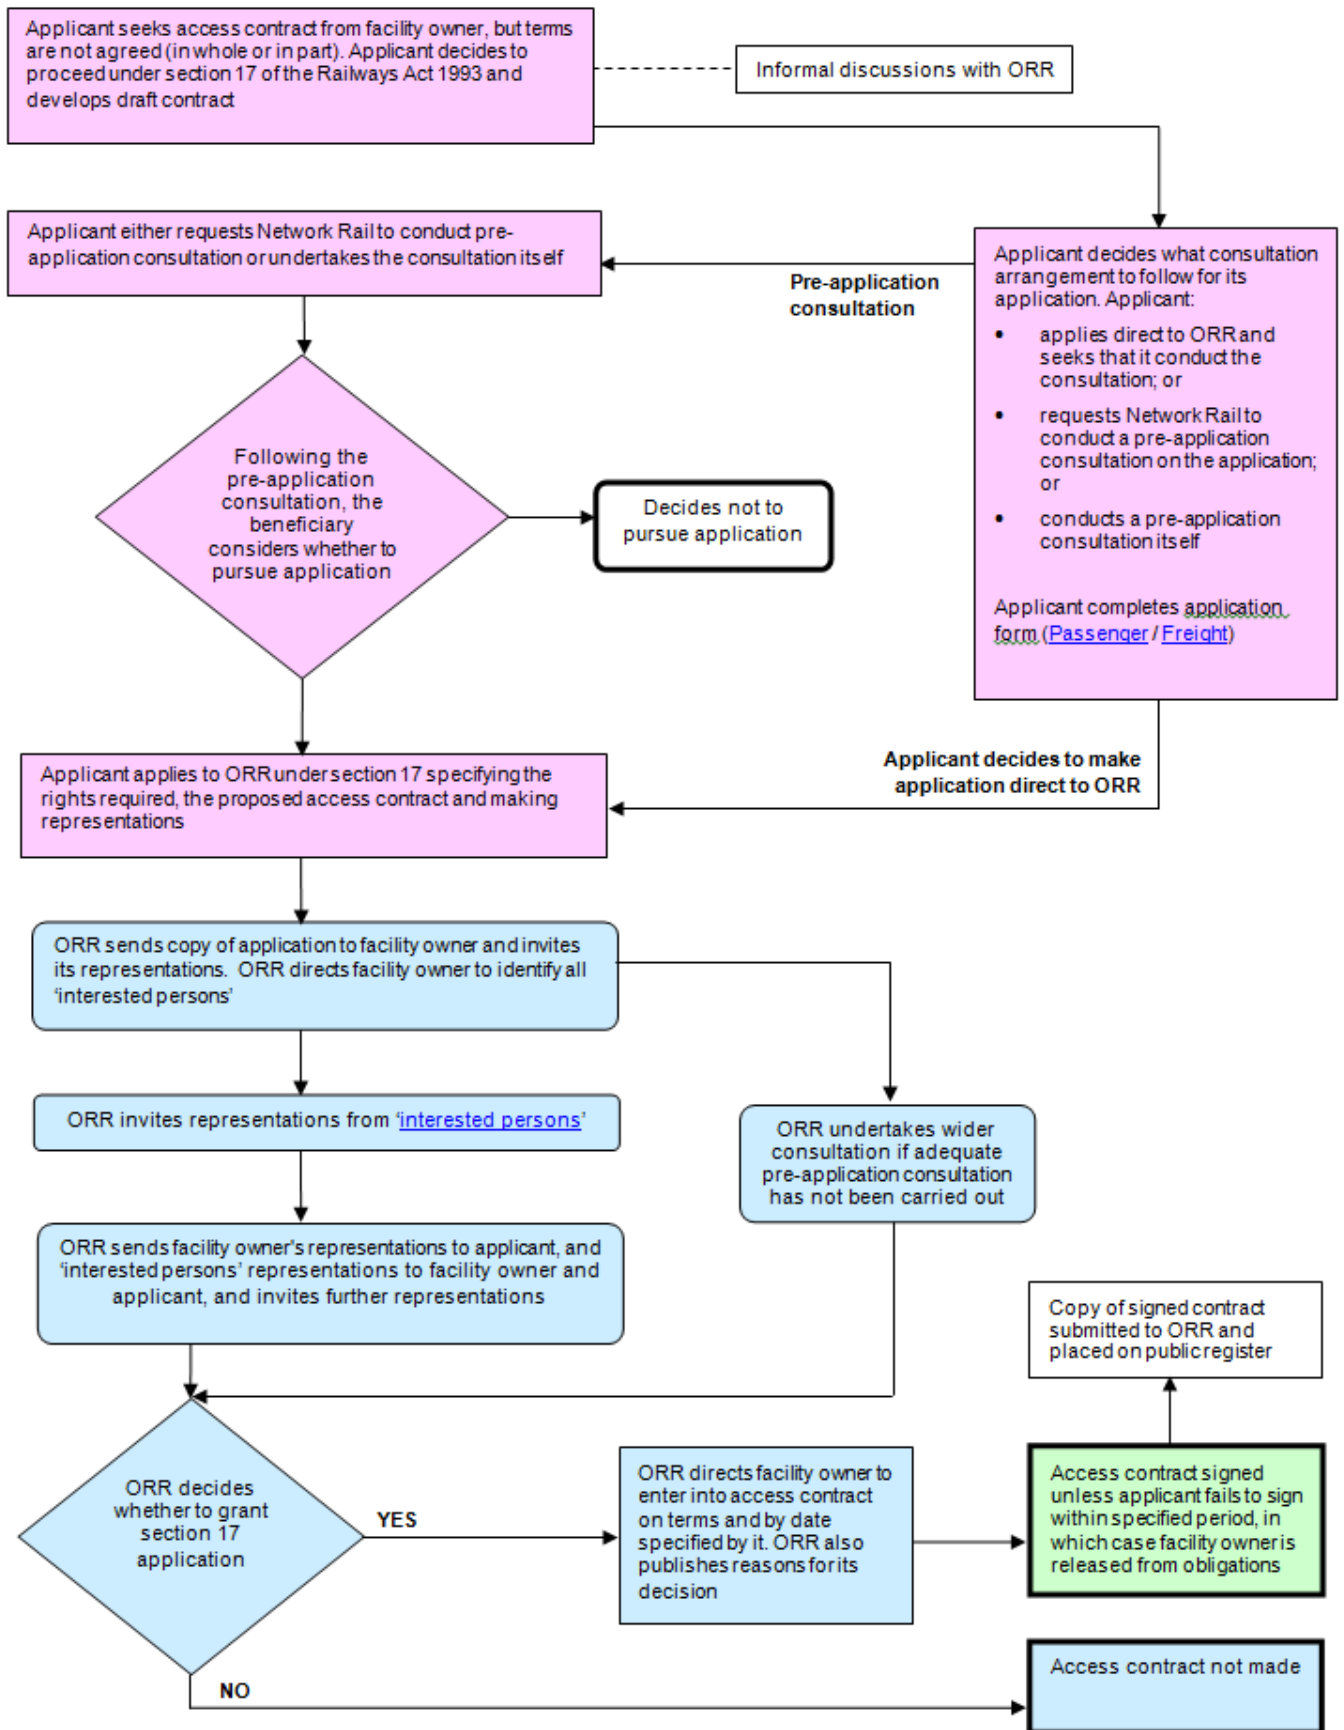 Applicant seeks access contract from facility owner, but terms
are not agreed (in whole or in part). Applicant decides to
proceed under section 17 of the Railways Act 1993 and
develops draft contract
Informal discussions with ORR
Applicant either requests Network Rail to conduct pre-
application consultation or undertakes the consultation itself
Pre-application
consultation
Applicant decides what consultation
arrangement to follow for its
application. Applicant:
• applies direct to ORR and
seeks that it conduct the
consultation; or
• requests Network Rail to
conduct a pre-application
consultation on the application;
or
• conducts a pre-application
consultation itself
Applicant completes application
form (Passenger / Freight)
Following the
pre-application
consultation, the
beneficiary
considers whether to
pursue application
Decides not to
pursue application
Applicant decides to make
application direct to ORR
Applicant applies to ORR under section 17 specifying the
rights required, the proposed access contract and making
representations
ORR sends copy of application to facility owner and invites
its representations. ORR directs facility owner to identify all
‘interested persons’
ORR invites representations from ‘interested persons’
ORR undertakes wider
consultation if adequate
pre-application consultation
has not been carried out
ORR sends facility owner's representations to applicant, and
‘interested persons’ representations to facility owner and
applicant, and invites further representations
Copy of signed contract
submitted to ORR and
placed on public register
ORR decides
whether to grant
section 17
application
YES
ORR directs facility owner to
enter into access contract
on terms and by date
specified by it. ORR also
publishes reasons for its
decision
Access contract signed
unless applicant fails to sign
within specified period, in
which case facility owner is
released from obligations
NO
Access contract not made